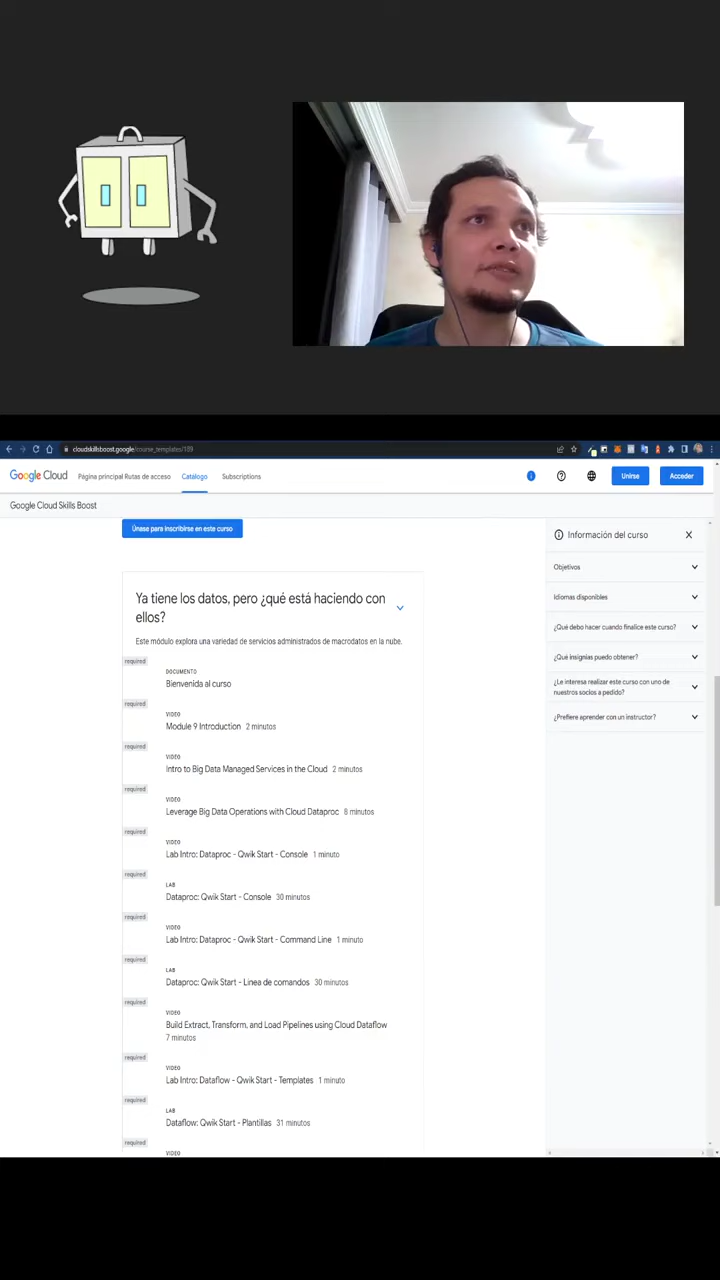 cloudskillsboost.google/course_templates/189
Google Cloud
Página principal
Rutas de acceso
Catálogo
Subscriptions
Unirse
Acceder
Google Cloud Skills Boost
Únase para inscribirse en este curso
Información del curso
Objetivos
Idiomas disponibles
¿Qué debo hacer cuando finalice este curso?
¿Qué insignias puedo obtener?
¿Le interesa realizar este curso con uno de
nuestros socios a pedido?
¿Prefiere aprender con un instructor?
Ya tiene los datos, pero ¿qué está haciendo con
ellos?
Este módulo explora una variedad de servicios administrados de macrodatos en la nube.
required
DOCUMENTO
Bienvenida al curso
required
VIDEO
Module 9 Introduction 2 minutos
required
VIDEO
Intro to Big Data Managed Services in the Cloud 2 minutos
required
VIDEO
Leverage Big Data Operations with Cloud Dataproc 8 minutos
required
VIDEO
Lab Intro: Dataproc - Qwik Start - Console 1 minuto
required
LAB
Dataproc: Qwik Start - Console 30 minutos
required
VIDEO
Lab Intro: Dataproc - Qwik Start - Command Line 1 minuto
required
LAB
Dataproc: Qwik Start - Línea de comandos 30 minutos
required
VIDEO
Build Extract, Transform, and Load Pipelines using Cloud Dataflow
7 minutos
required
VIDEO
Lab Intro: Dataflow - Qwik Start - Templates 1 minuto
required
LAB
Dataflow: Qwik Start - Plantillas 31 minutos
required
VIDEO